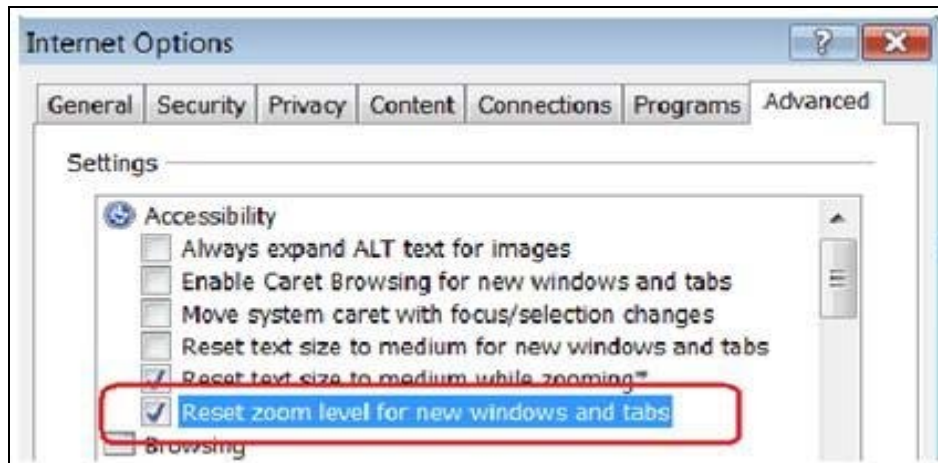 Internet Options
General Security Privacy Content Connections Programs Advanced
Settings
Accessibility
Always expand ALT text for images
Enable Caret Browsing for new windows and tabs
Move system caret with focus/selection changes
Reset text size to medium for new windows and tabs
Reset text size to medium while zooming*
Reset zoom level for new windows and tabs
Browsing